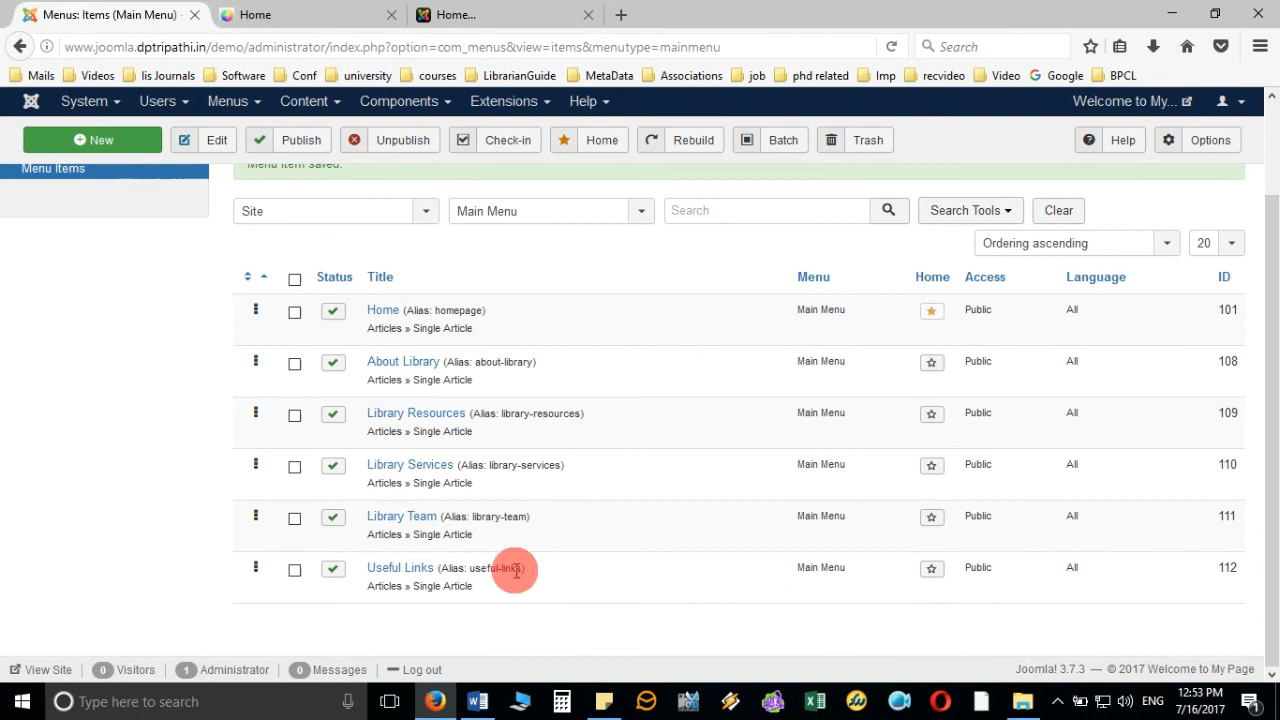 Menus: Items (Main Menu) -
Home
Home...
www.joomla.dptripathi.in/demo/administrator/index.php?option=com_menus&view=items&menutype=mainmenu
Search
Mails
Videos
lis Journals
Software
Conf
university
courses
LibrarianGuide
MetaData
Associations
job
phd related
Imp
recvideo
Video
Google
BPCL
System
Users
Menus
Content
Components
Extensions
Help
Welcome to My...
New
Edit
Publish
Unpublish
Check-in
Home
Rebuild
Batch
Trash
Help
Options
Menu Items
Menu item saved.
Site
Main Menu
Search
Search Tools
Clear
Ordering ascending
20
Status
Title
Menu
Home
Access
Language
ID
Home (Alias: homepage)
Articles » Single Article
Main Menu
Public
All
101
About Library (Alias: about-library)
Articles » Single Article
Main Menu
Public
All
108
Library Resources (Alias: library-resources)
Articles » Single Article
Main Menu
Public
All
109
Library Services (Alias: library-services)
Articles » Single Article
Main Menu
Public
All
110
Library Team (Alias: library-team)
Articles » Single Article
Main Menu
Public
All
111
Useful Links (Alias: useful-links)
Articles » Single Article
Main Menu
Public
All
112
View Site
0 Visitors
1 Administrator
0 Messages
Log out
Joomla! 3.7.3 — © 2017 Welcome to My Page
Type here to search
ENG
12:53 PM
7/16/2017
1